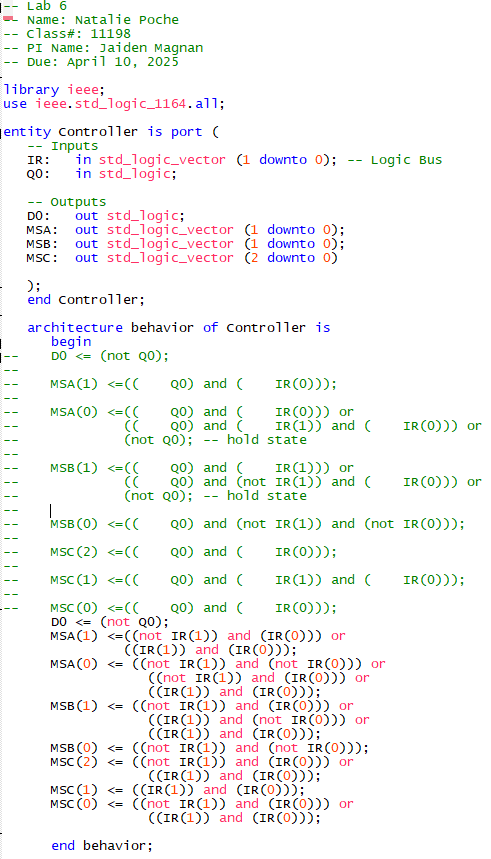 -- Lab 6
-- Name: Natalie Poche
-- Class#: 11198
-- PI Name: Jaiden Magnan
-- Due: April 10, 2025

library ieee;
use ieee.std_logic_1164.all;

entity Controller is port (
   -- Inputs
   IR:   in std_logic_vector (1 downto 0); -- Logic Bus
   Q0:   in std_logic;

   -- Outputs
   D0:   out std_logic;
   MSA:  out std_logic_vector (1 downto 0);
   MSB:  out std_logic_vector (1 downto 0);
   MSC:  out std_logic_vector (2 downto 0)

   );
   end Controller;

   architecture behavior of Controller is
      begin
--    D0 <= (not Q0);
--
--    MSA(1) <=((    Q0) and (    IR(0)));
--
--    MSA(0) <=((    Q0) and (    IR(0))) or
--             ((    Q0) and (    IR(1)) and (    IR(0))) or
--             (not Q0); -- hold state
--
--    MSB(1) <=((    Q0) and (    IR(1))) or
--             ((    Q0) and (not IR(1)) and (    IR(0))) or
--             (not Q0); -- hold state
--
--    MSB(0) <=((    Q0) and (not IR(1)) and (not IR(0)));
--
--    MSC(2) <=((    Q0) and (    IR(0)));
--
--    MSC(1) <=((    Q0) and (    IR(1)) and (    IR(0)));
--
--    MSC(0) <=((    Q0) and (    IR(0)));
      D0 <= (not Q0);
      MSA(1) <=((not IR(1)) and (IR(0))) or
               ((IR(1)) and (IR(0)));
      MSA(0) <= ((not IR(1)) and (not IR(0))) or
                  ((not IR(1)) and (IR(0))) or
                  ((IR(1)) and (IR(0)));
      MSB(1) <= ((not IR(1)) and (IR(0))) or
                  ((IR(1)) and (not IR(0))) or
                  ((IR(1)) and (IR(0)));
      MSB(0) <= ((not IR(1)) and (not IR(0)));
      MSC(2) <= ((not IR(1)) and (IR(0))) or
                  ((IR(1)) and (IR(0)));
      MSC(1) <= ((IR(1)) and (IR(0)));
      MSC(0) <= ((not IR(1)) and (IR(0))) or
                  ((IR(1)) and (IR(0)));

      end behavior;